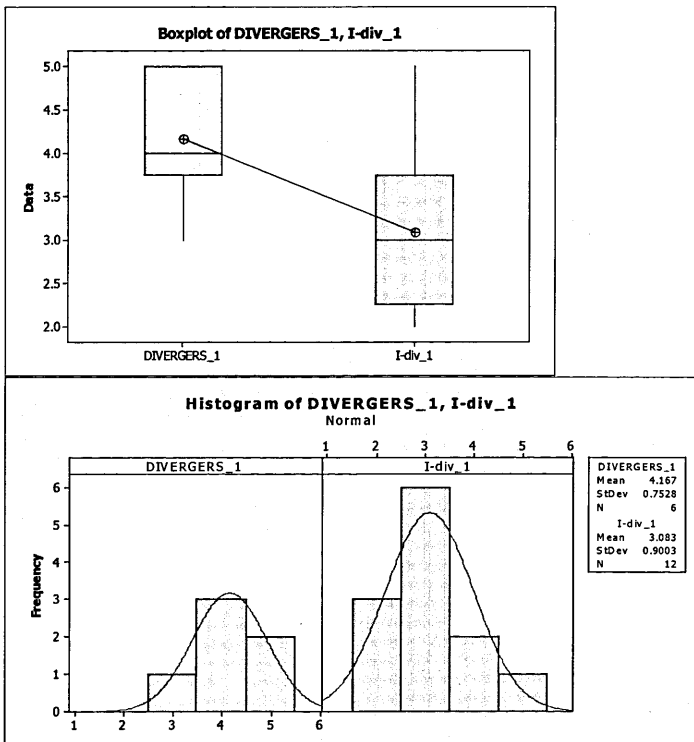 Boxplot of DIVERGERS_1, I-div_1
5.0
4.5
4.0
3.5
3.0
2.5
2.0
Data
DIVERGERS_1
I-div_1
Histogram of DIVERGERS_1, I-div_1
Normal
1 2 3 4 5 6
DIVERGERS_1
I-div_1
6
5
4
3
2
1
0
Frequency
1 2 3 4 5 6
DIVERGERS_1
Mean 4.167
StDev 0.7528
N 6
I-div_1
Mean 3.083
StDev 0.9003
N 12